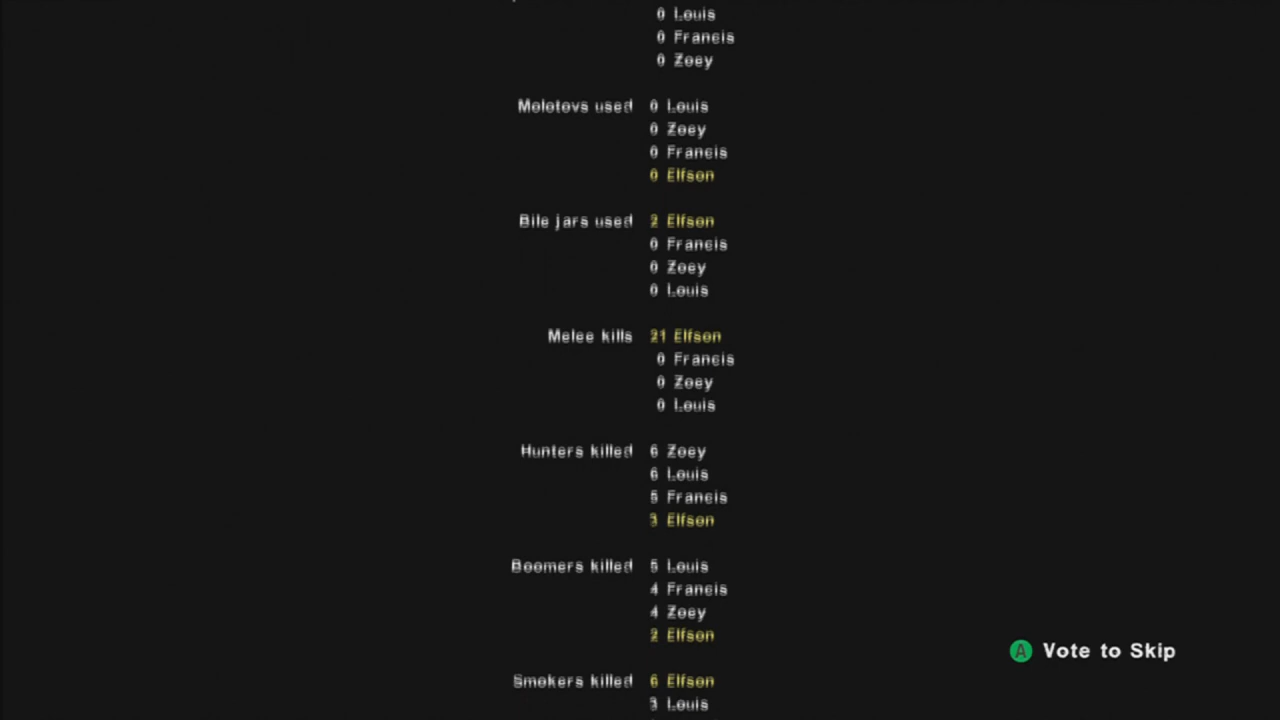 0 Louis
0 Francis
0 Zoey
Molotovs used 0 Louis
0 Zoey
0 Francis
0 Elfson
Bile jars used 2 Elfson
0 Francis
0 Zoey
0 Louis
Melee kills 21 Elfson
0 Francis
0 Zoey
0 Louis
Hunters killed 6 Zoey
6 Louis
5 Francis
3 Elfson
Boomers killed 5 Louis
4 Francis
4 Zoey
2 Elfson
A Vote to Skip
Smokers killed 6 Elfson
3 Louis